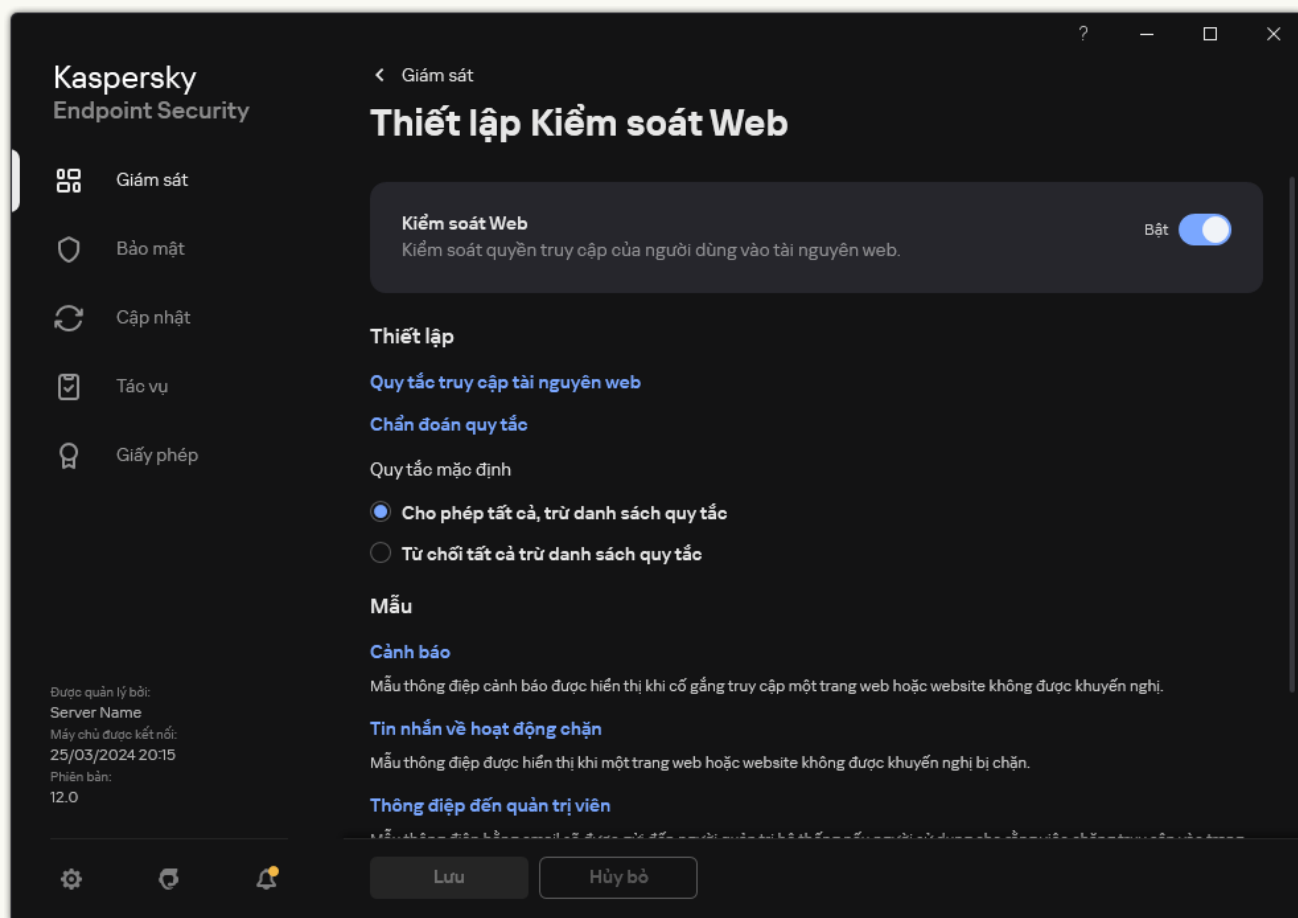 ?
Kaspersky
Endpoint Security
Giám sát
Bảo mật
Cập nhật
Tác vụ
Giấy phép
Được quản lý bởi:
Server Name
Máy chủ được kết nối:
25/03/2024 20:15
Phiên bản:
12.0
Giám sát
Thiết lập Kiểm soát Web
Kiểm soát Web
Kiểm soát quyền truy cập của người dùng vào tài nguyên web.
Bật
Thiết lập
Quy tắc truy cập tài nguyên web
Chẩn đoán quy tắc
Quy tắc mặc định
Cho phép tất cả, trừ danh sách quy tắc
Từ chối tất cả trừ danh sách quy tắc
Mẫu
Cảnh báo
Mẫu thông điệp cảnh báo được hiển thị khi cố gắng truy cập một trang web hoặc website không được khuyến nghị.
Tin nhắn về hoạt động chặn
Mẫu thông điệp được hiển thị khi một trang web hoặc website không được khuyến nghị bị chặn.
Thông điệp đến quản trị viên
Lưu
Hủy bỏ